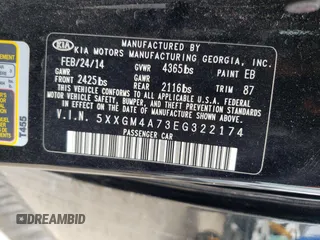 MANUFACTURED BY
KIA KIA MOTORS MANUFACTURING GEORGIA, INC.
FEB/24/14 GVWR 4365lbs PAINT EB
GAWR GAWR
FRONT 2425lbs REAR 2116lbs TRIM 87
THIS VEHICLE CONFORMS TO ALL APPLICABLE U.S. FEDERAL
MOTOR VEHICLE SAFETY, BUMPER, AND THEFT PREVENTION STANDARDS
IN EFFECT ON THE DATE OF MANUFACTURE SHOWN ABOVE.
V.I.N. 5XXGM4A73EG322174
PASSENGER CAR
T455
DREAMBID